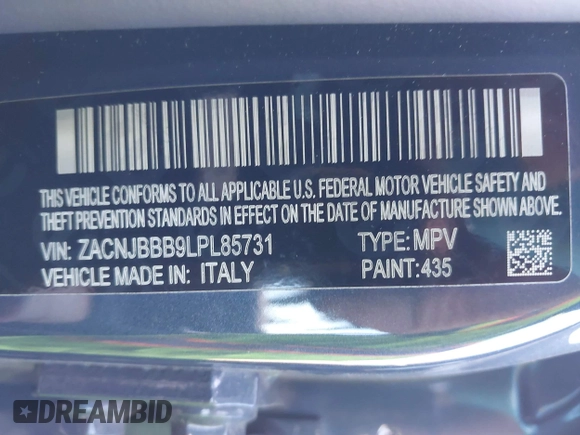 THIS VEHICLE CONFORMS TO ALL APPLICABLE U.S. FEDERAL MOTOR VEHICLE SAFETY AND
THEFT PREVENTION STANDARDS IN EFFECT ON THE DATE OF MANUFACTURE SHOWN ABOVE.
VIN: ZACNJBBB9LPL85731 TYPE: MPV
VEHICLE MADE IN: ITALY PAINT: 435
DREAMBID